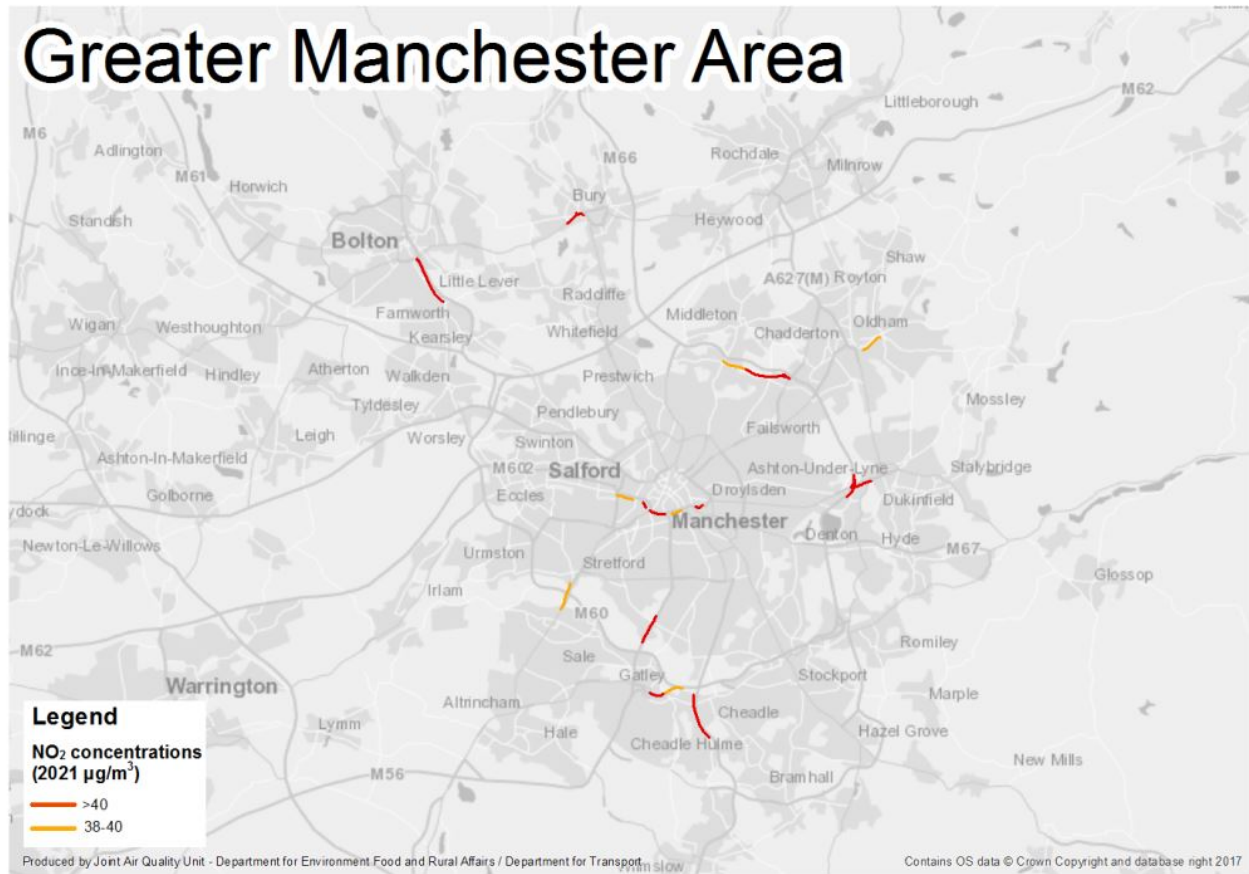 Greater Manchester Area
Littleborough
M62
M6
Adlington
Rochdale
Milnrow
M66
M61
Horwich
Bury
Standish
Heywood
Bolton
Shaw
Little Lever
A627(M)
Royton
Radcliffe
Farnworth
Middleton
Oldham
Wigan
Westhoughton
Whitefield
Chadderton
Kearsley
Ince-In-Makerfield
Hindley
Atherton
Walkden
Prestwich
Mossley
Tyldesley
Pendlebury
Failsworth
Leigh
Worsley
Swinton
Ashton-In-Makerfield
M602
Salford
Ashton-Under-Lyne
Stalybridge
Golborne
Eccles
Droylsden
Dukinfield
Manchester
Denton
Hyde
M67
Newton-Le-Willows
Urmston
Stretford
Glossop
Irlam
M60
Romiley
M62
Sale
Gatley
Stockport
Warrington
Marple
Altrincham
Cheadle
Lymm
Hale
Cheadle Hulme
Hazel Grove
New Mills
M56
Bramhall
Legend
NO₂ concentrations
(2021 µg/m³)
>40
38-40
Produced by Joint Air Quality Unit - Department for Environment Food and Rural Affairs / Department for Transport
Contains OS data © Crown Copyright and database right 2017